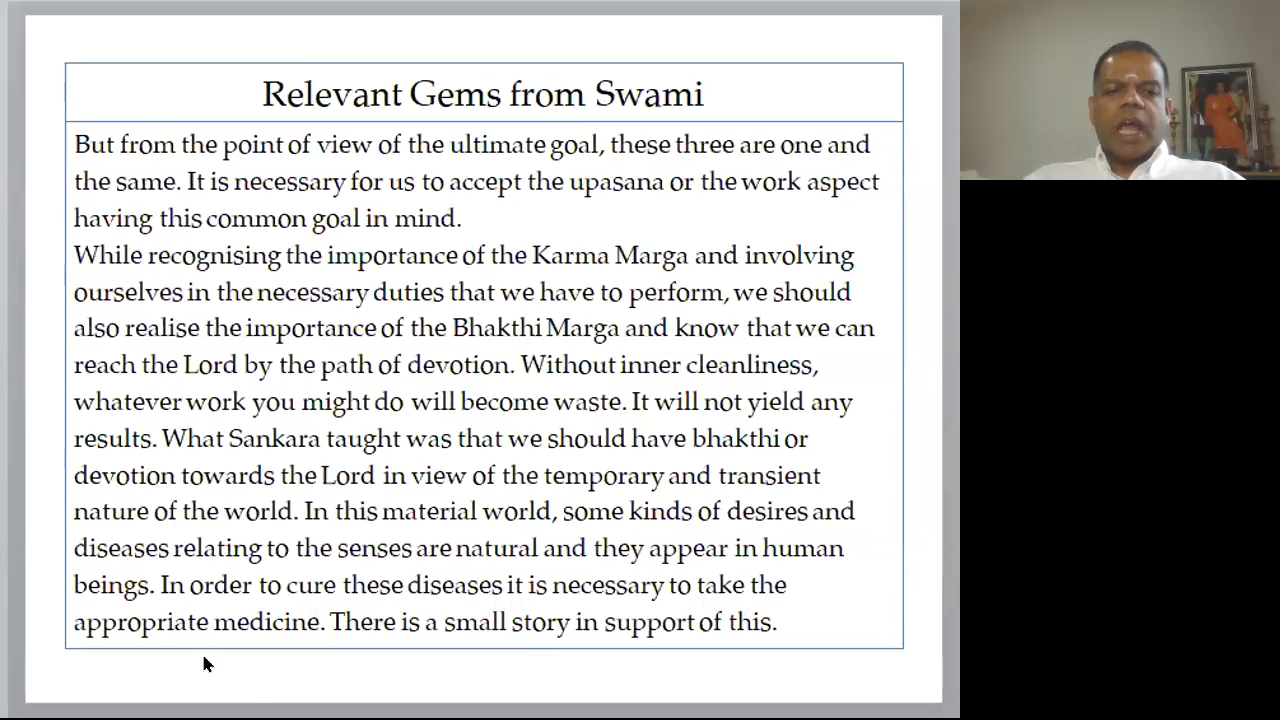 Relevant Gems from Swami
But from the point of view of the ultimate goal, these three are one and
the same. It is necessary for us to accept the upasana or the work aspect
having this common goal in mind.
While recognising the importance of the Karma Marga and involving
ourselves in the necessary duties that we have to perform, we should
also realise the importance of the Bhakthi Marga and know that we can
reach the Lord by the path of devotion. Without inner cleanliness,
whatever work you might do will become waste. It will not yield any
results. What Sankara taught was that we should have bhakthi or
devotion towards the Lord in view of the temporary and transient
nature of the world. In this material world, some kinds of desires and
diseases relating to the senses are natural and they appear in human
beings. In order to cure these diseases it is necessary to take the
appropriate medicine. There is a small story in support of this.